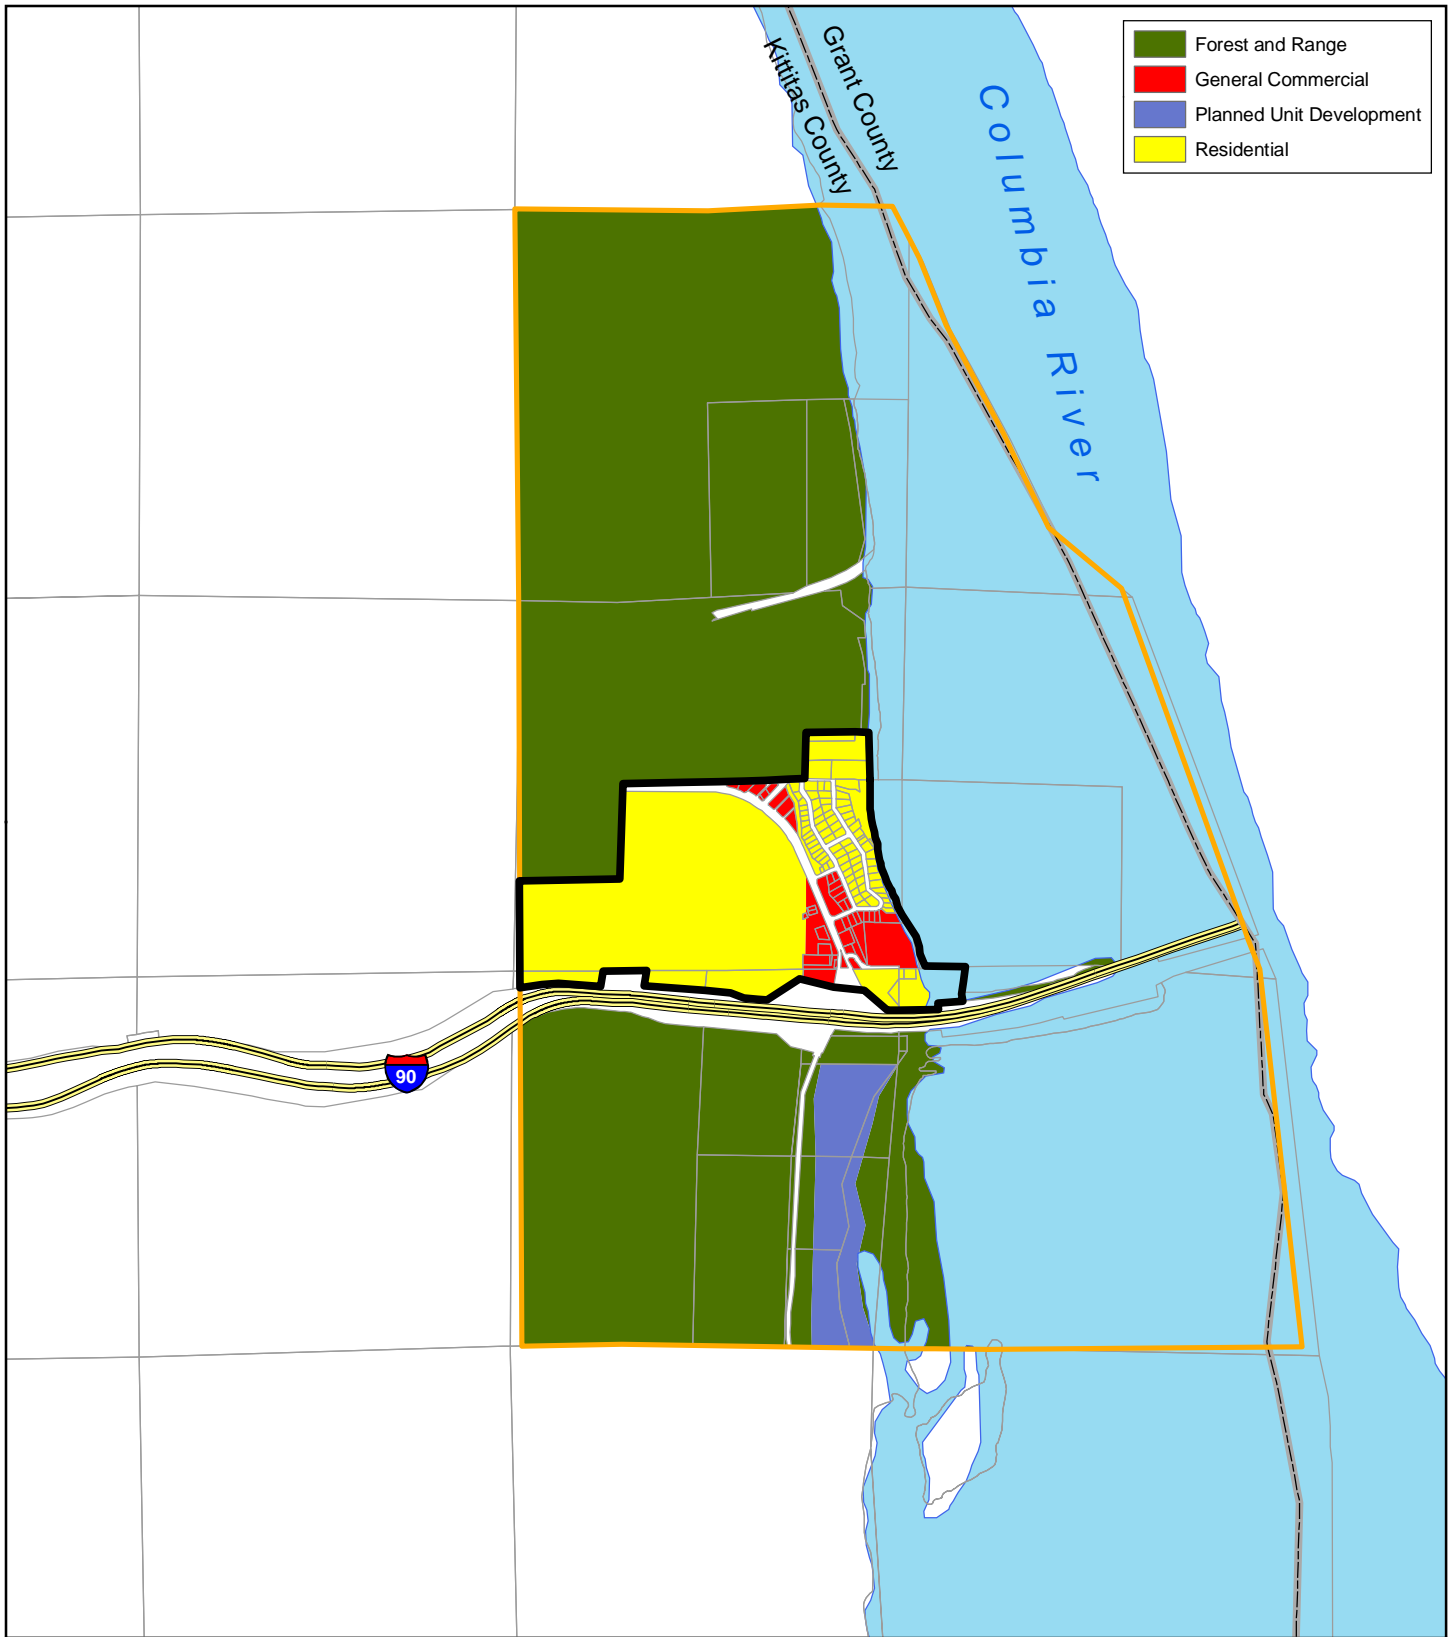 Forest and Range
General Commercial
Planned Unit Development
Residential
Grant County
Kittitas County
Columbia River
90